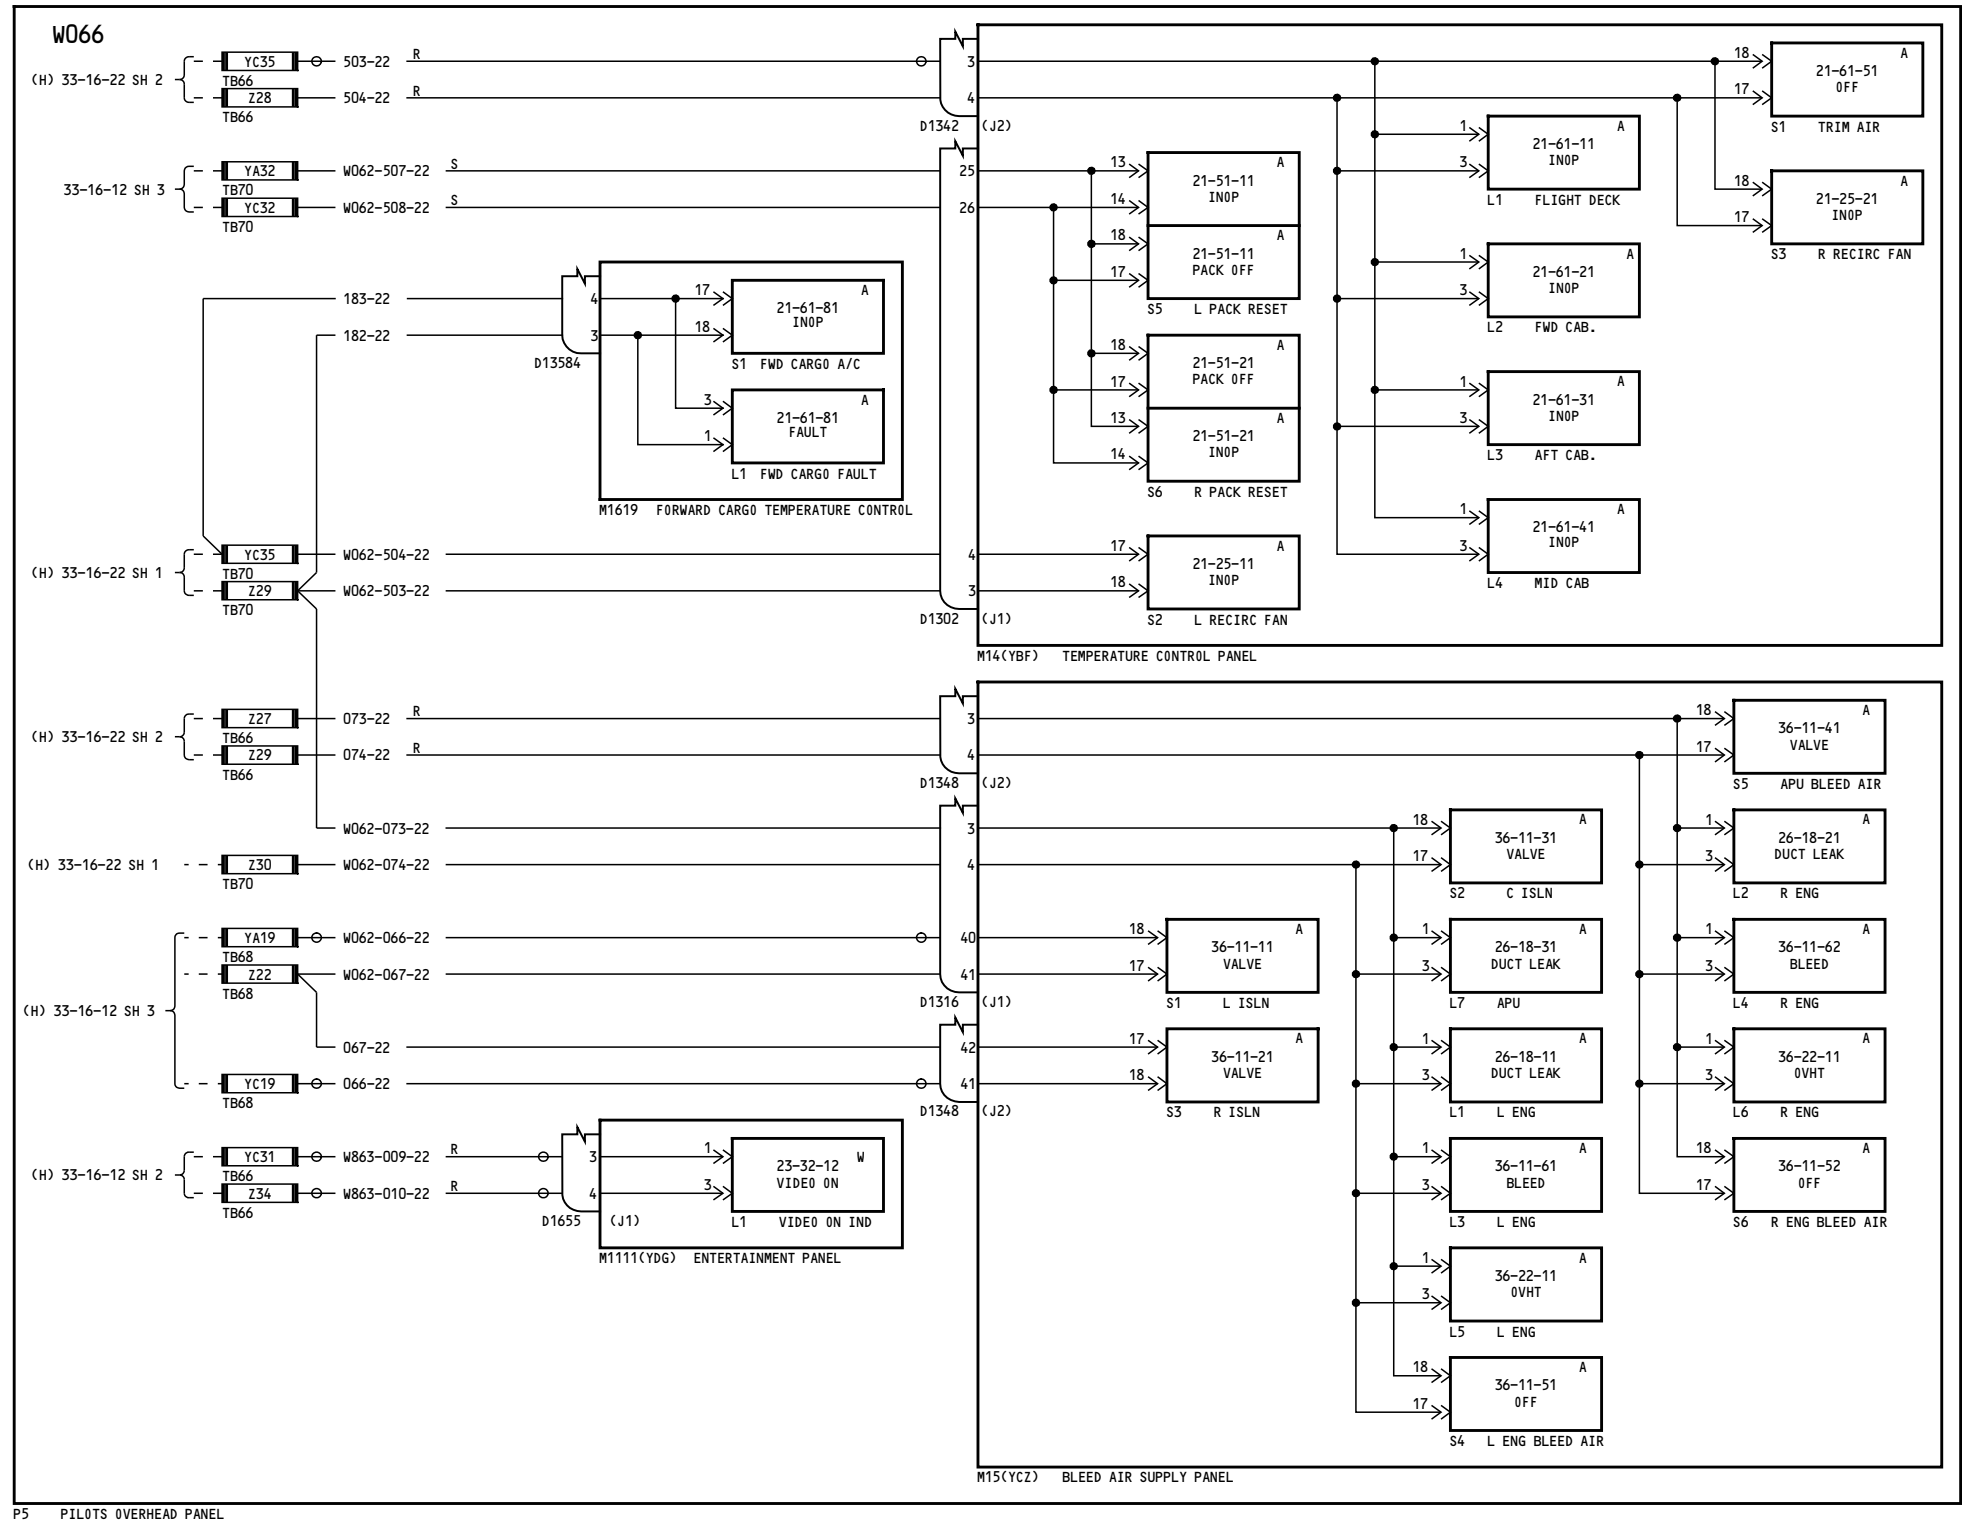 W066
(H) 33-16-22 SH 2
YC35
TB66
503-22 R
Z28
TB66
504-22 R
3
4
D1342 (J2)
18
17
A
21-61-51
OFF
S1 TRIM AIR
1
3
A
21-61-11
INOP
L1 FLIGHT DECK
18
17
A
21-25-21
INOP
S3 R RECIRC FAN
33-16-12 SH 3
YA32
TB70
W062-507-22 S
YC32
TB70
W062-508-22 S
25
26
13
14
A
21-51-11
INOP
18
17
A
21-51-11
PACK OFF
S5 L PACK RESET
1
3
A
21-61-21
INOP
L2 FWD CAB.
183-22
182-22
4
3
D13584
17
18
A
21-61-81
INOP
S1 FWD CARGO A/C
3
1
A
21-61-81
FAULT
L1 FWD CARGO FAULT
M1619 FORWARD CARGO TEMPERATURE CONTROL
18
17
A
21-51-21
PACK OFF
13
14
A
21-51-21
INOP
S6 R PACK RESET
1
3
A
21-61-31
INOP
L3 AFT CAB.
1
3
A
21-61-41
INOP
L4 MID CAB
(H) 33-16-22 SH 1
YC35
TB70
W062-504-22
Z29
TB70
W062-503-22
4
3
D1302 (J1)
17
18
A
21-25-11
INOP
S2 L RECIRC FAN
M14(YBF) TEMPERATURE CONTROL PANEL
(H) 33-16-22 SH 2
Z27
TB66
073-22 R
Z29
TB66
074-22 R
3
4
D1348 (J2)
18
17
A
36-11-41
VALVE
S5 APU BLEED AIR
W062-073-22
3
(H) 33-16-22 SH 1
Z30
TB70
W062-074-22
4
18
17
A
36-11-31
VALVE
S2 C ISLN
1
3
A
26-18-21
DUCT LEAK
L2 R ENG
(H) 33-16-12 SH 3
YA19
TB68
W062-066-22
Z22
TB68
W062-067-22
40
41
D1316 (J1)
18
17
A
36-11-11
VALVE
S1 L ISLN
1
3
A
26-18-31
DUCT LEAK
L7 APU
1
3
A
36-11-62
BLEED
L4 R ENG
067-22
YC19
TB68
066-22
42
41
D1348 (J2)
17
18
A
36-11-21
VALVE
S3 R ISLN
1
3
A
26-18-11
DUCT LEAK
L1 L ENG
1
3
A
36-22-11
OVHT
L6 R ENG
(H) 33-16-12 SH 2
YC31
TB66
W863-009-22 R
Z34
TB66
W863-010-22 R
3
4
D1655 (J1)
1
3
W
23-32-12
VIDEO ON
L1 VIDEO ON IND
M1111(YDG) ENTERTAINMENT PANEL
1
3
A
36-11-61
BLEED
L3 L ENG
18
17
A
36-11-52
OFF
S6 R ENG BLEED AIR
1
3
A
36-22-11
OVHT
L5 L ENG
18
17
A
36-11-51
OFF
S4 L ENG BLEED AIR
M15(YCZ) BLEED AIR SUPPLY PANEL
P5 PILOTS OVERHEAD PANEL